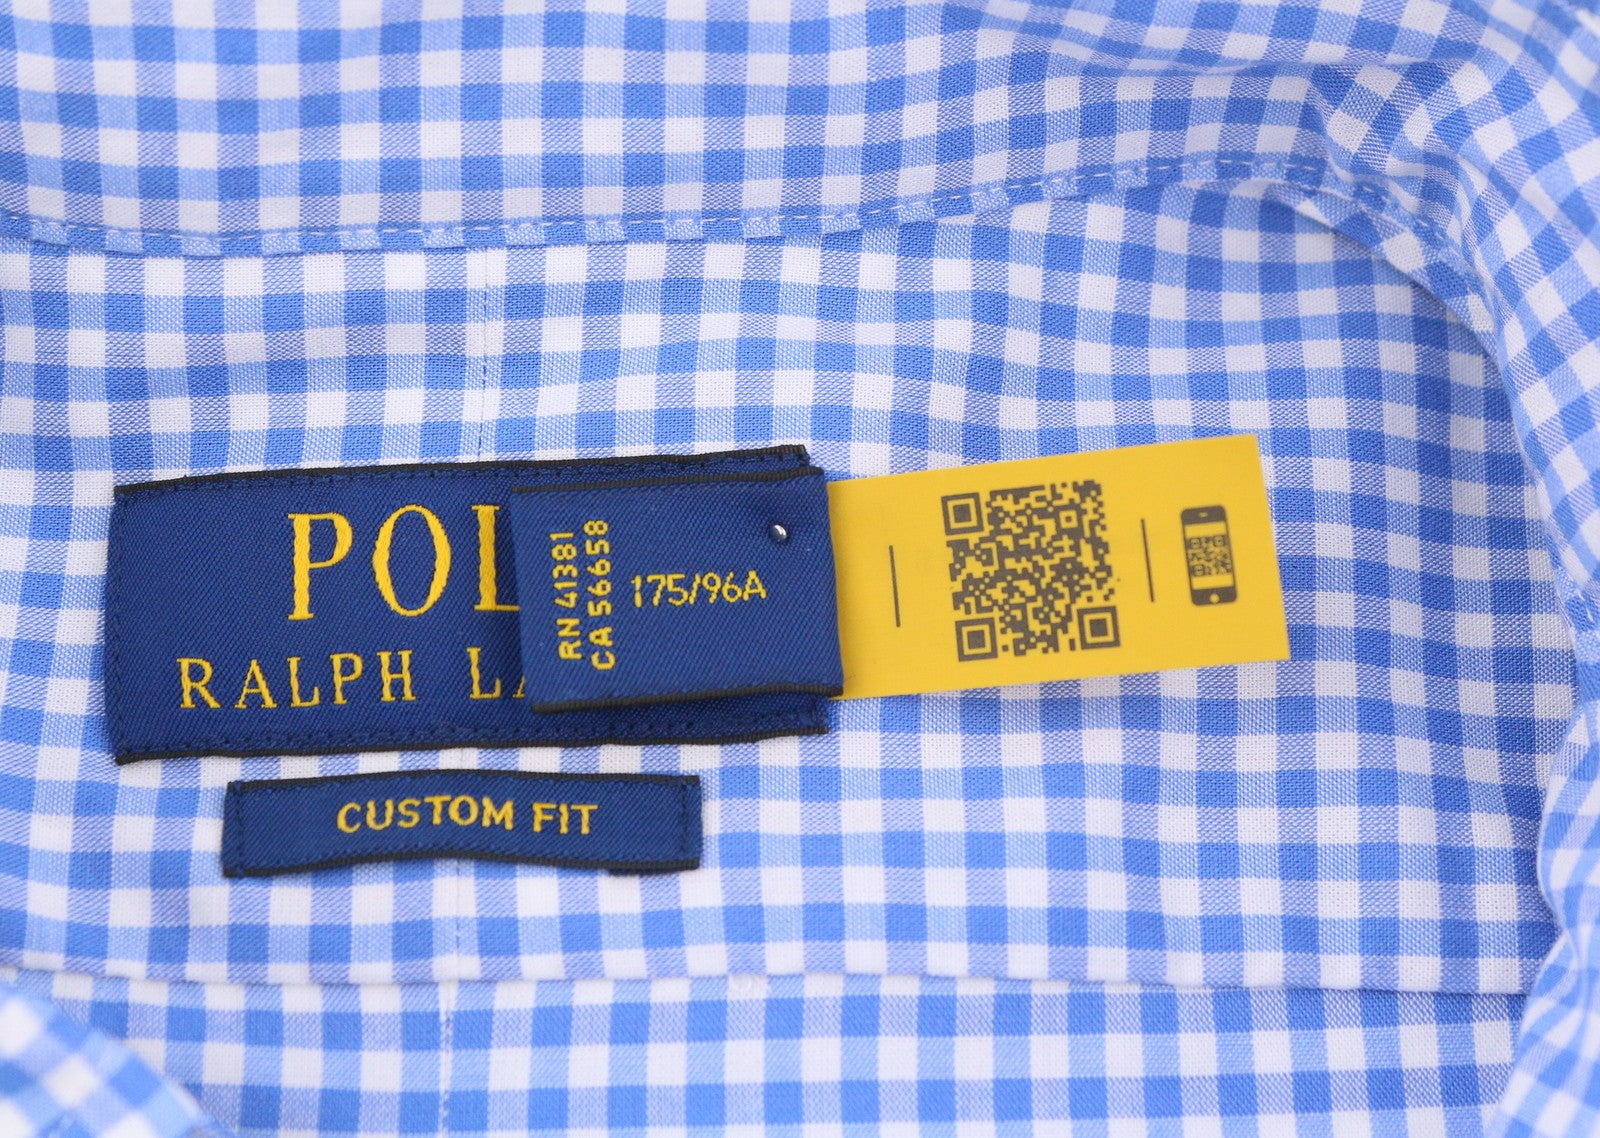 POL
RALPH LA
RN 41381
CA 56658
175/96A
CUSTOM FIT